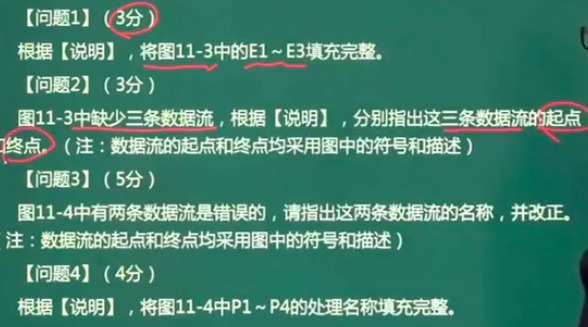 【问题1】（3分）
根据【说明】，将图11-3中的E1～E3填充完整。
【问题2】（3分）
图11-3中缺少三条数据流，根据【说明】，分别指出这三条数据流的起点
和终点。（注：数据流的起点和终点均采用图中的符号和描述）
【问题3】（5分）
图11-4中有两条数据流是错误的，请指出这两条数据流的名称，并改正。
（注：数据流的起点和终点均采用图中的符号和描述）
【问题4】（4分）
根据【说明】，将图11-4中P1～P4的处理名称填充完整。